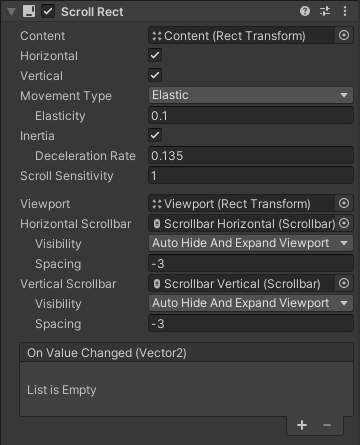 Scroll Rect
Content Content (Rect Transform)
Horizontal
Vertical
Movement Type Elastic
Elasticity 0.1
Inertia
Deceleration Rate 0.135
Scroll Sensitivity 1
Viewport Viewport (Rect Transform)
Horizontal Scrollbar Scrollbar Horizontal (Scrollbar)
Visibility Auto Hide And Expand Viewport
Spacing -3
Vertical Scrollbar Scrollbar Vertical (Scrollbar)
Visibility Auto Hide And Expand Viewport
Spacing -3
On Value Changed (Vector2)
List is Empty